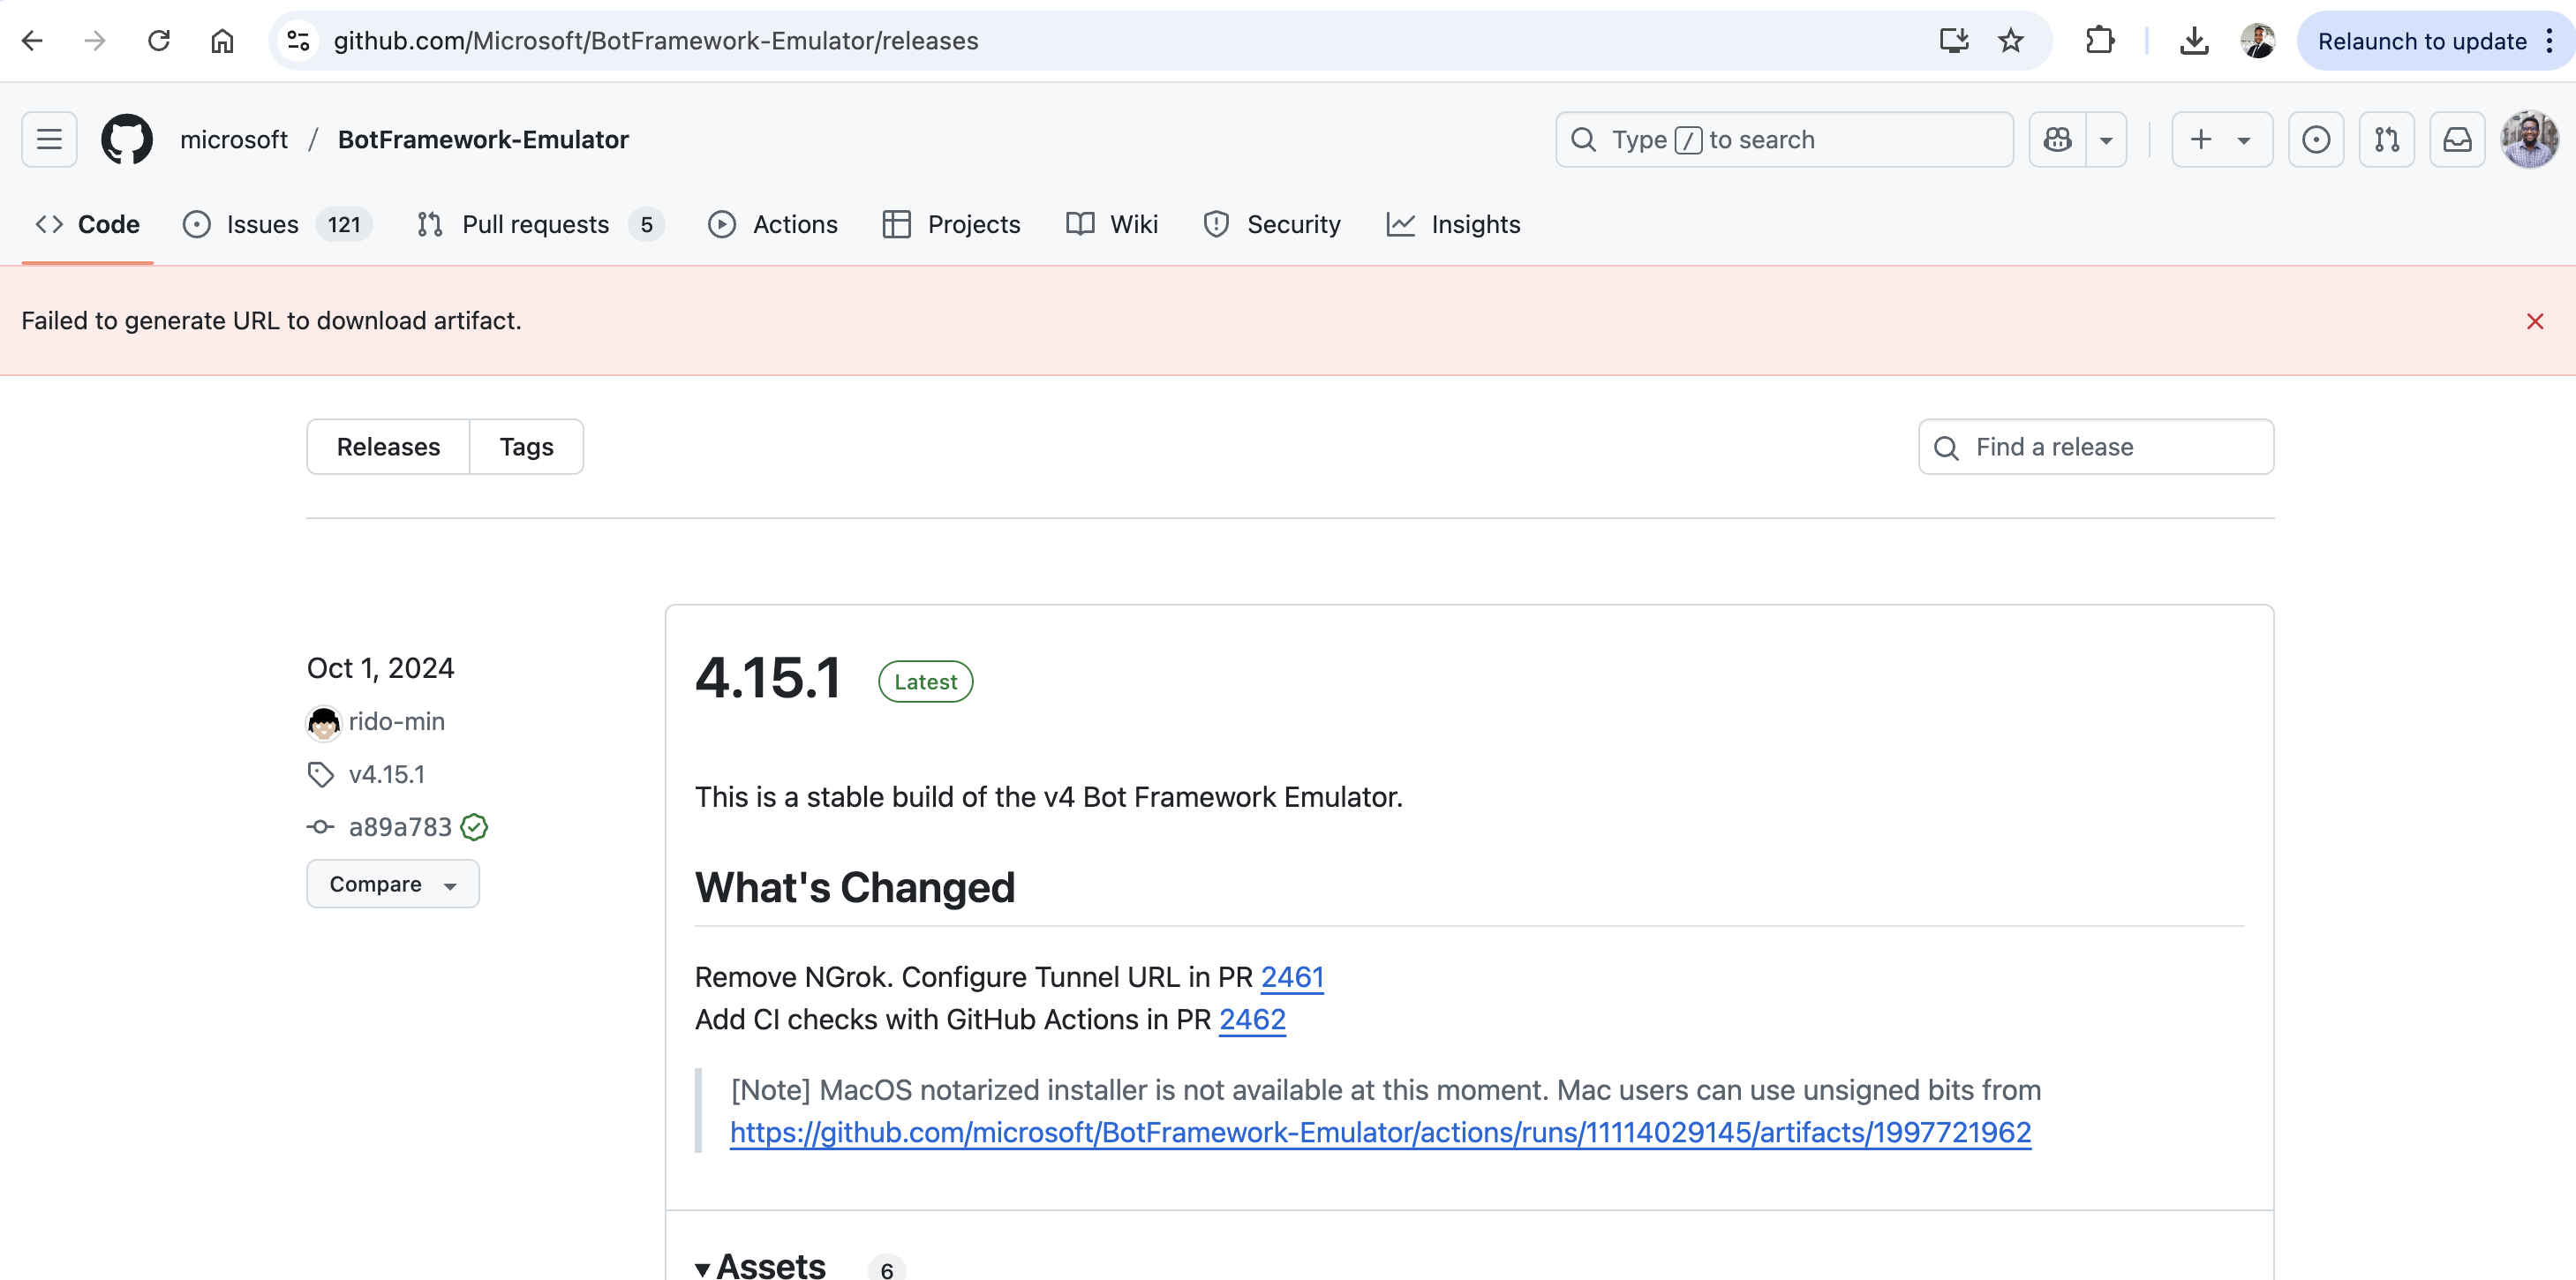 github.com/Microsoft/BotFramework-Emulator/releases
Relaunch to update
microsoft / BotFramework-Emulator
Type / to search
Code
Issues 121
Pull requests 5
Actions
Projects
Wiki
Security
Insights
Failed to generate URL to download artifact.
Releases
Tags
Find a release
Oct 1, 2024
rido-min
v4.15.1
a89a783
Compare
4.15.1 Latest
This is a stable build of the v4 Bot Framework Emulator.
What's Changed
Remove NGrok. Configure Tunnel URL in PR 2461
Add CI checks with GitHub Actions in PR 2462
[Note] MacOS notarized installer is not available at this moment. Mac users can use unsigned bits from
https://github.com/microsoft/BotFramework-Emulator/actions/runs/11114029145/artifacts/1997721962
Assets 6